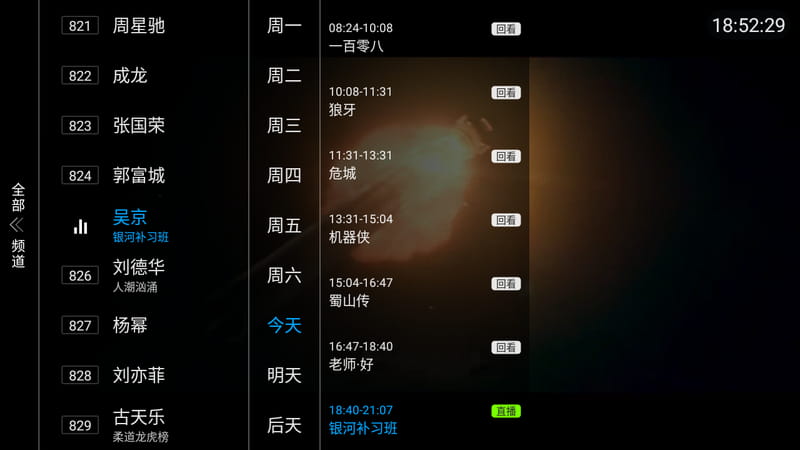 全部
频道
821 周星驰
822 成龙
823 张国荣
824 郭富城
吴京
银河补习班
826 刘德华
人潮汹涌
827 杨幂
828 刘亦菲
829 古天乐
柔道龙虎榜
周一
周二
周三
周四
周五
周六
今天
明天
后天
08:24-10:08 回看
一百零八
10:08-11:31 回看
狼牙
11:31-13:31 回看
危城
13:31-15:04 回看
机器侠
15:04-16:47 回看
蜀山传
16:47-18:40 回看
老师·好
18:40-21:07 直播
银河补习班
18:52:29